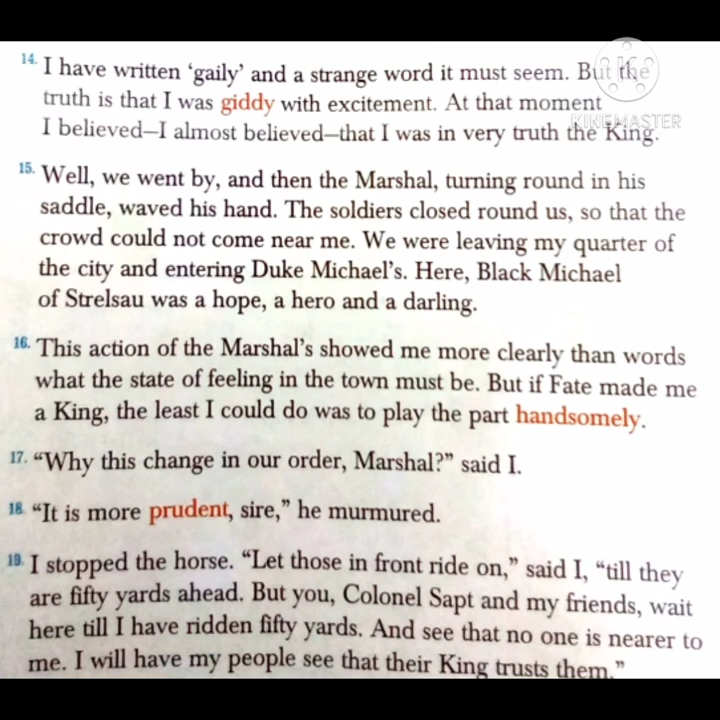 14. I have written ‘gaily’ and a strange word it must seem. But the
truth is that I was giddy with excitement. At that moment
I believed—I almost believed—that I was in very truth the King.
KINEMASTER
15. Well, we went by, and then the Marshal, turning round in his
saddle, waved his hand. The soldiers closed round us, so that the
crowd could not come near me. We were leaving my quarter of
the city and entering Duke Michael's. Here, Black Michael
of Strelsau was a hope, a hero and a darling.
16. This action of the Marshal's showed me more clearly than words
what the state of feeling in the town must be. But if Fate made me
a King, the least I could do was to play the part handsomely.
17. “Why this change in our order, Marshal?” said I.
18. “It is more prudent, sire,” he murmured.
19. I stopped the horse. “Let those in front ride on,” said I, “till they
are fifty yards ahead. But you, Colonel Sapt and my friends, wait
here till I have ridden fifty yards. And see that no one is nearer to
me. I will have my people see that their King trusts them.”